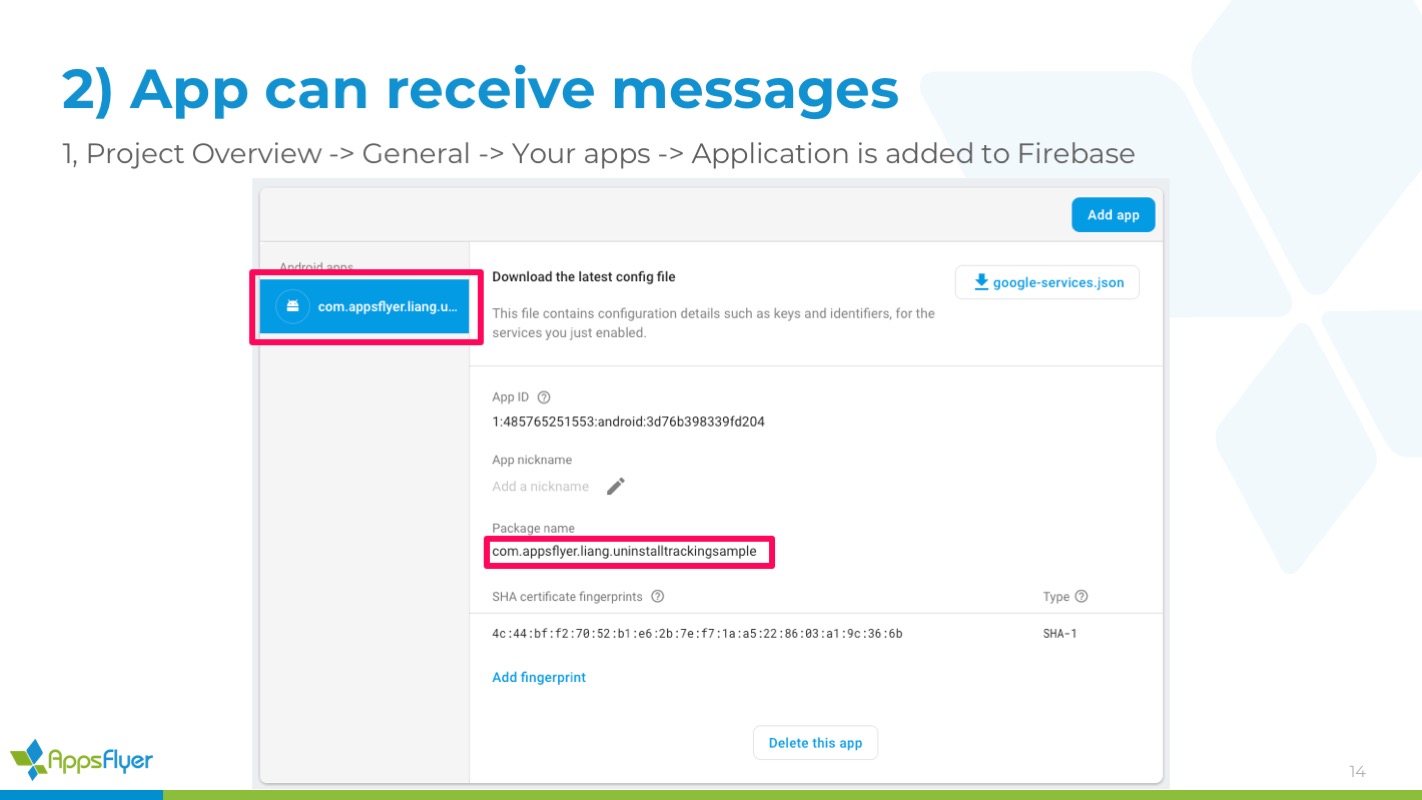 2) App can receive messages
1, Project Overview -> General -> Your apps -> Application is added to Firebase
Add app
Android apps
com.appsflyer.liang.u...
Download the latest config file
google-services.json
This file contains configuration details such as keys and identifiers, for the
services you just enabled.
App ID
1:485765251553:android:3d76b398339fd204
App nickname
Add a nickname
Package name
com.appsflyer.liang.uninstalltrackingsample
SHA certificate fingerprints
Type
4c:44:bf:f2:70:52:b1:e6:2b:7e:f7:1a:a5:22:86:03:a1:9c:36:6b
SHA-1
Add fingerprint
Delete this app
AppsFlyer
14